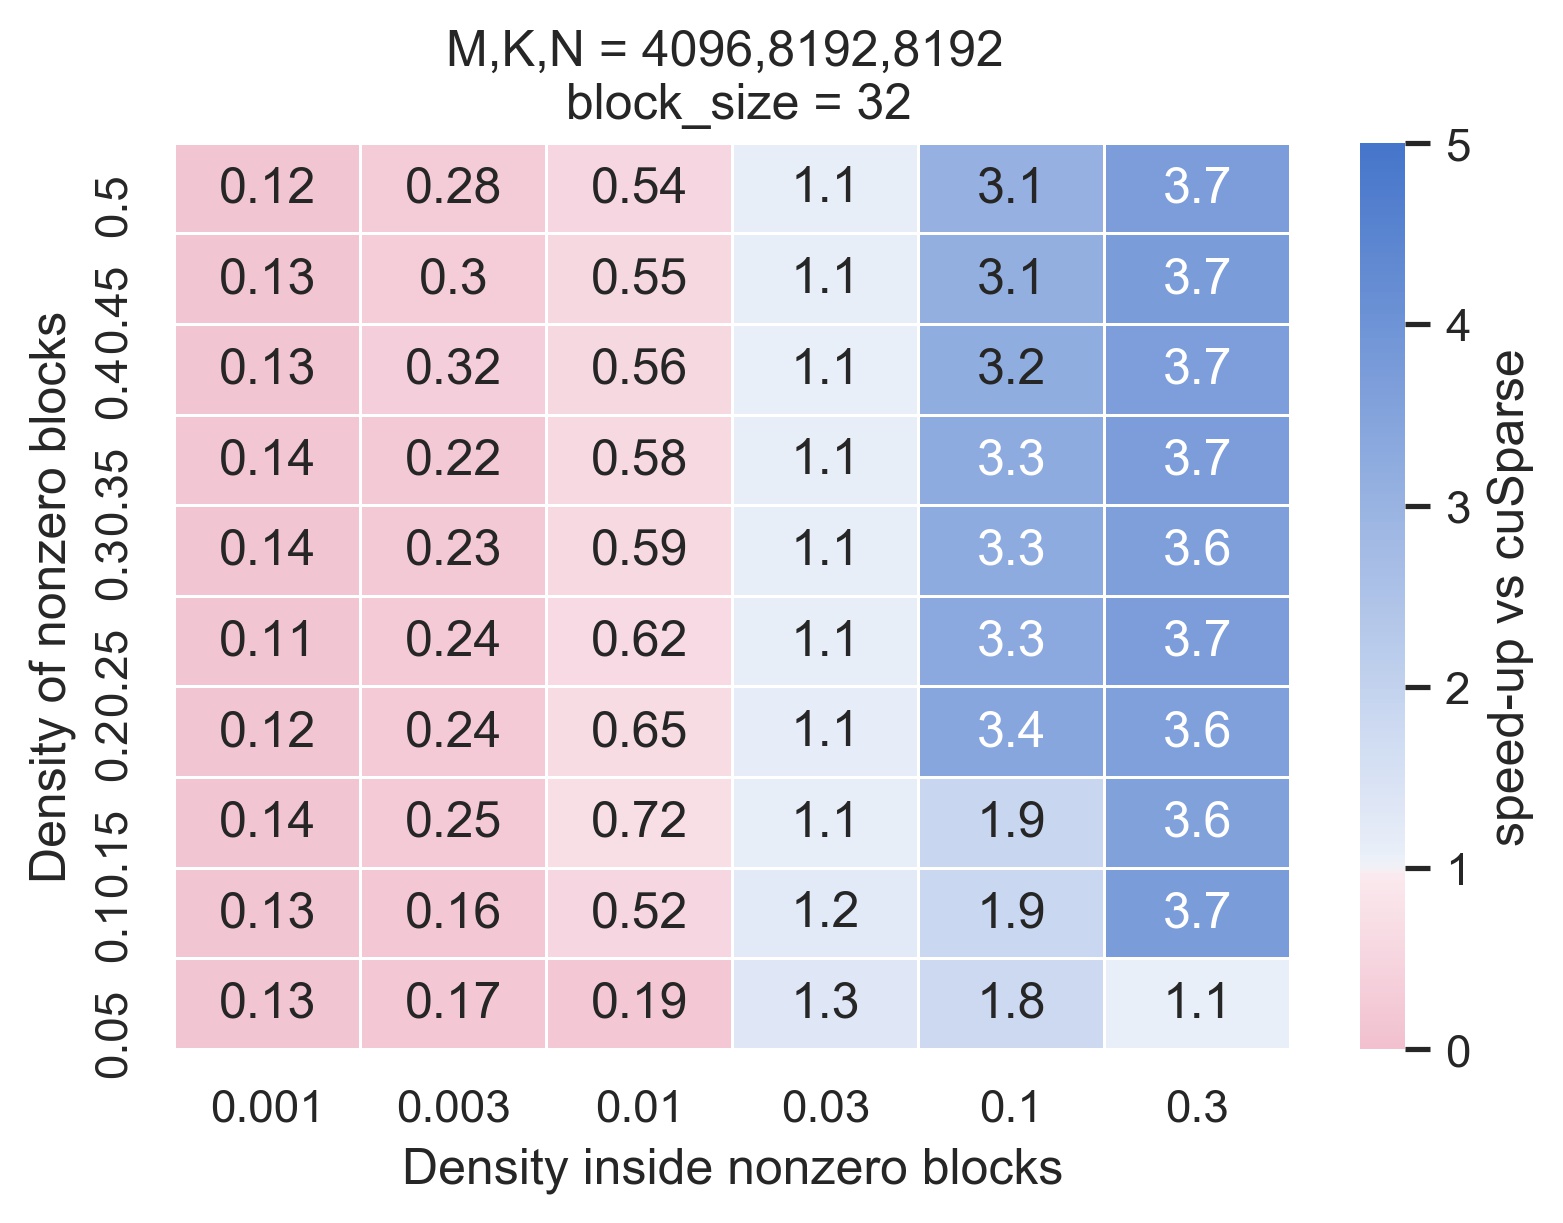 M,K,N = 4096,8192,8192
block_size = 32
Density of nonzero blocks
0.5 0.12 0.28 0.54 1.1 3.1 3.7
0.45 0.13 0.3 0.55 1.1 3.1 3.7
0.4 0.13 0.32 0.56 1.1 3.2 3.7
0.35 0.14 0.22 0.58 1.1 3.3 3.7
0.30 0.14 0.23 0.59 1.1 3.3 3.6
0.25 0.11 0.24 0.62 1.1 3.3 3.7
0.20 0.12 0.24 0.65 1.1 3.4 3.6
0.15 0.14 0.25 0.72 1.1 1.9 3.6
0.10 0.13 0.16 0.52 1.2 1.9 3.7
0.05 0.13 0.17 0.19 1.3 1.8 1.1
0.001 0.003 0.01 0.03 0.1 0.3
Density inside nonzero blocks
5
4
3
2
1
0
speed-up vs cuSparse